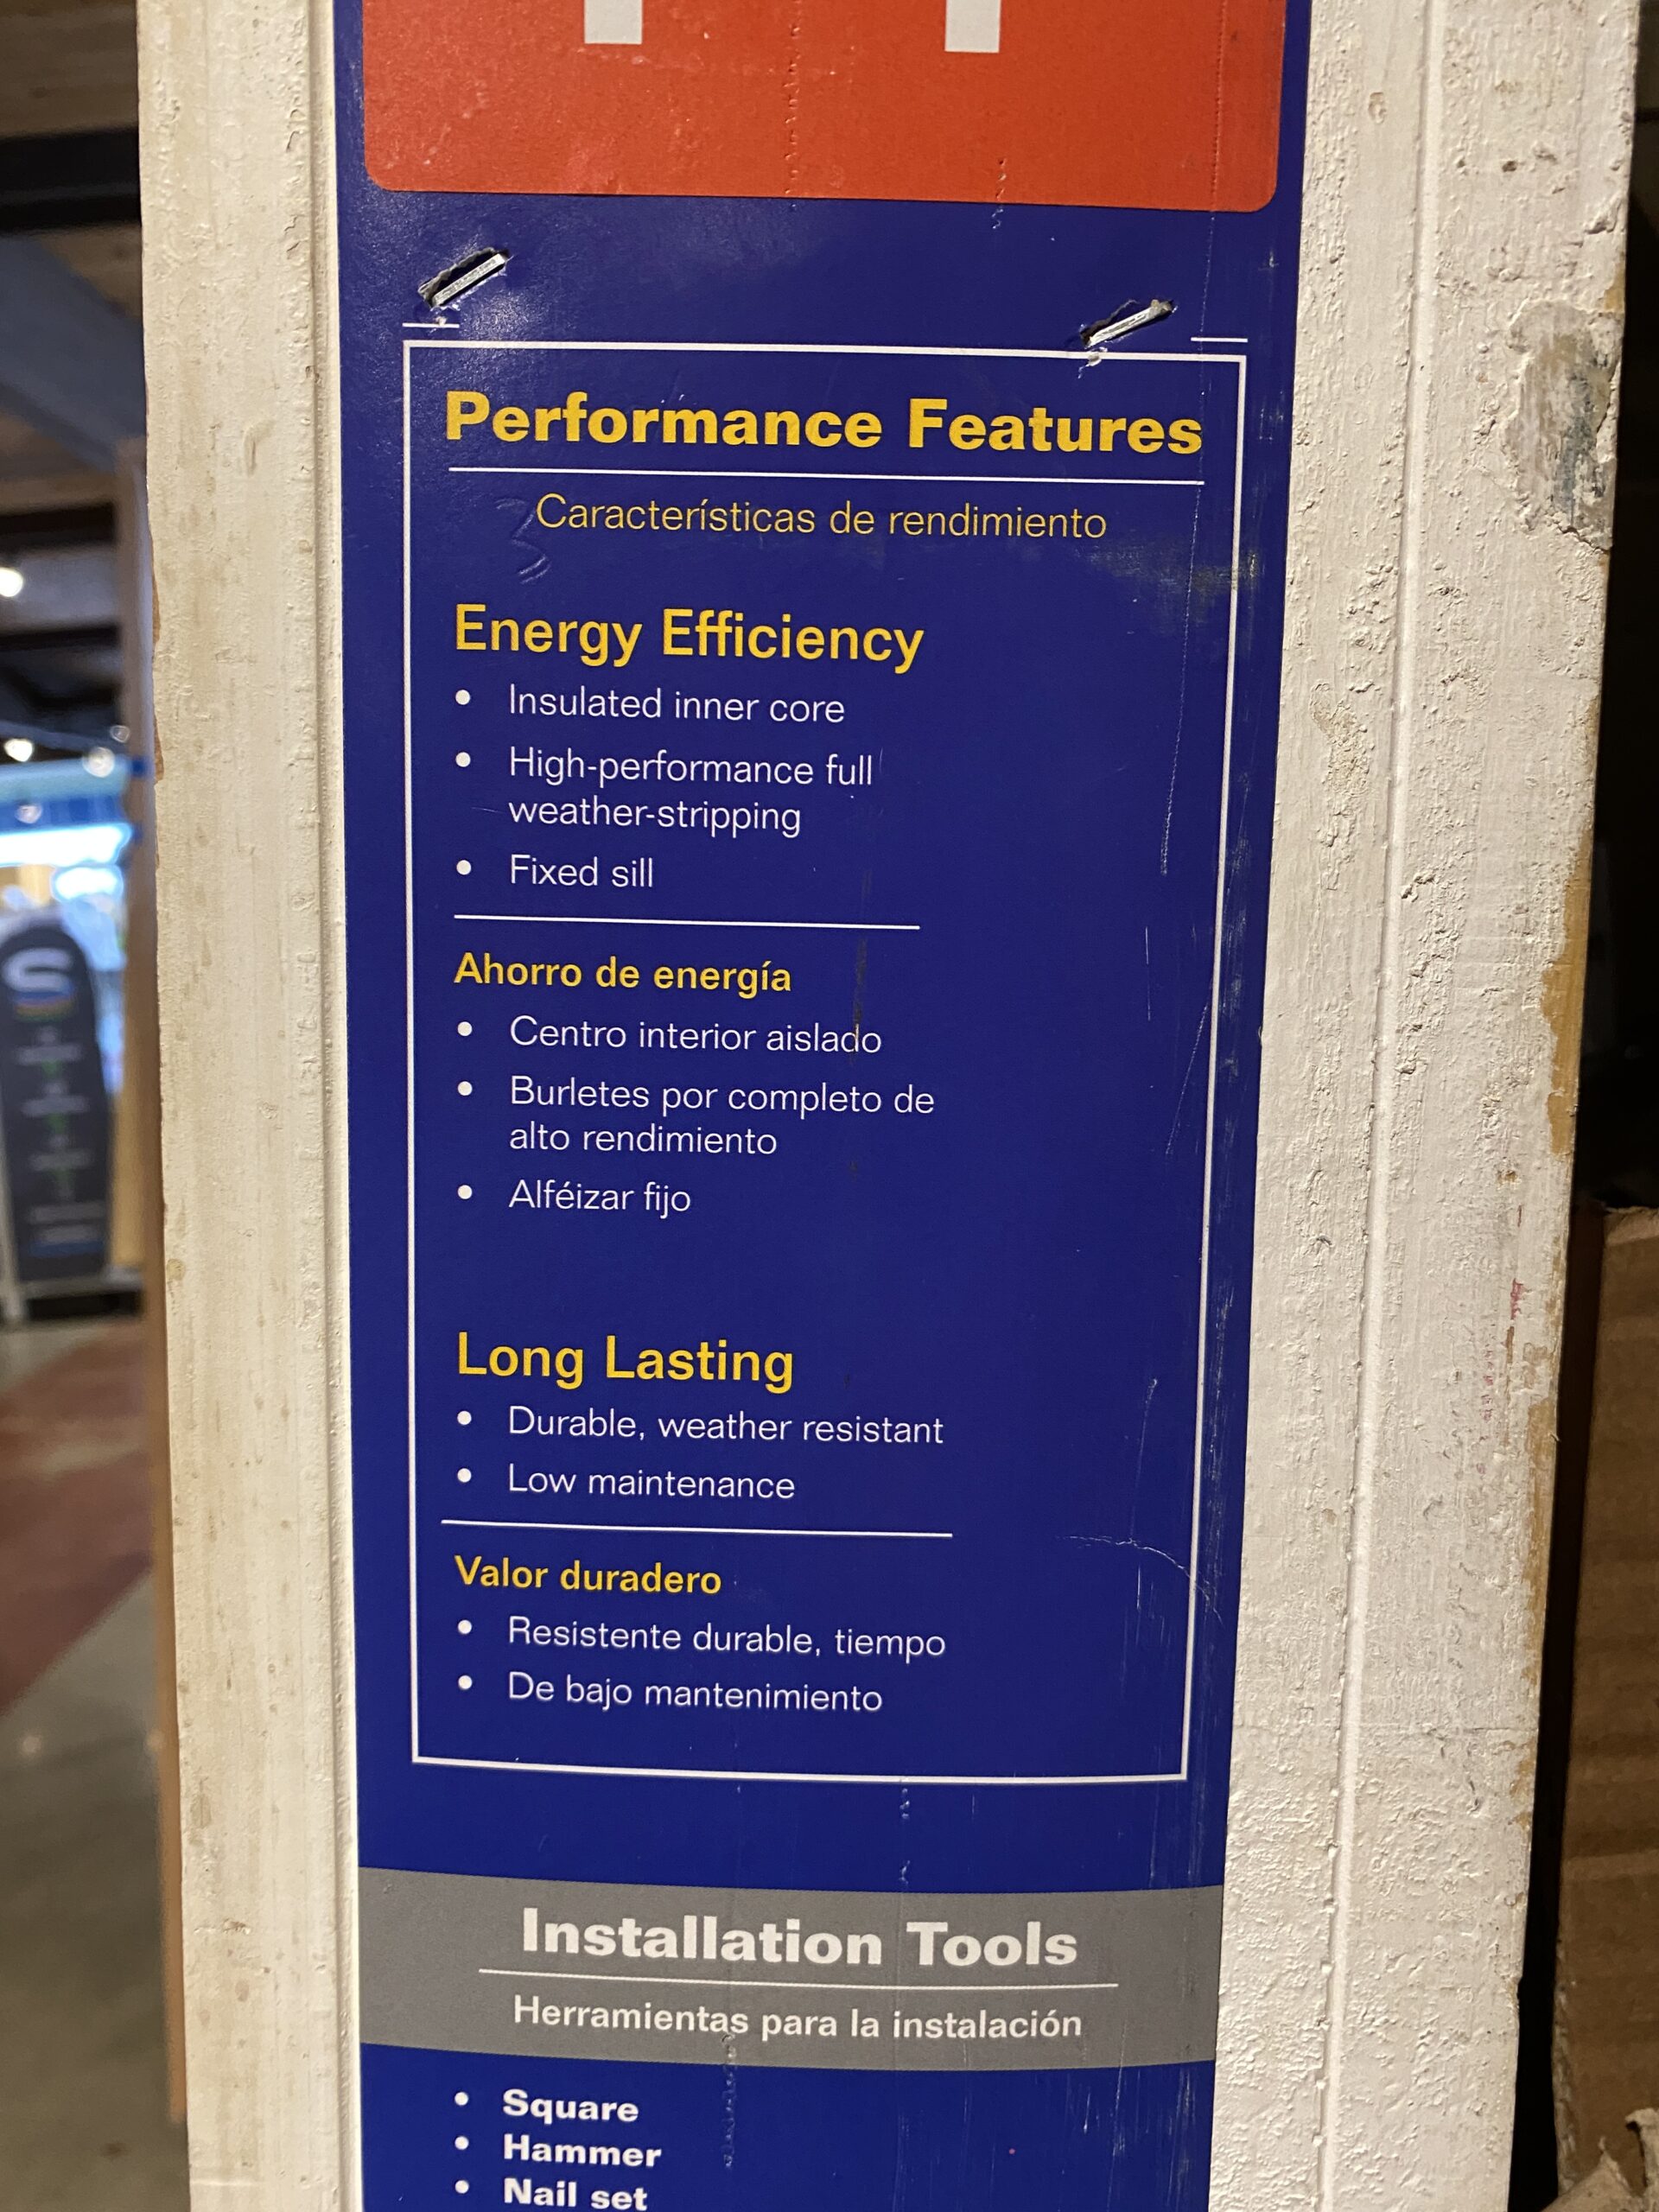 Performance Features
Características de rendimiento
Energy Efficiency
• Insulated inner core
• High-performance full
weather-stripping
• Fixed sill
Ahorro de energía
• Centro interior aislado
• Burletes por completo de
alto rendimiento
• Alféizar fijo
Long Lasting
• Durable, weather resistant
• Low maintenance
Valor duradero
• Resistente durable, tiempo
• De bajo mantenimiento
Installation Tools
Herramientas para la instalación
• Square
• Hammer
• Nail set